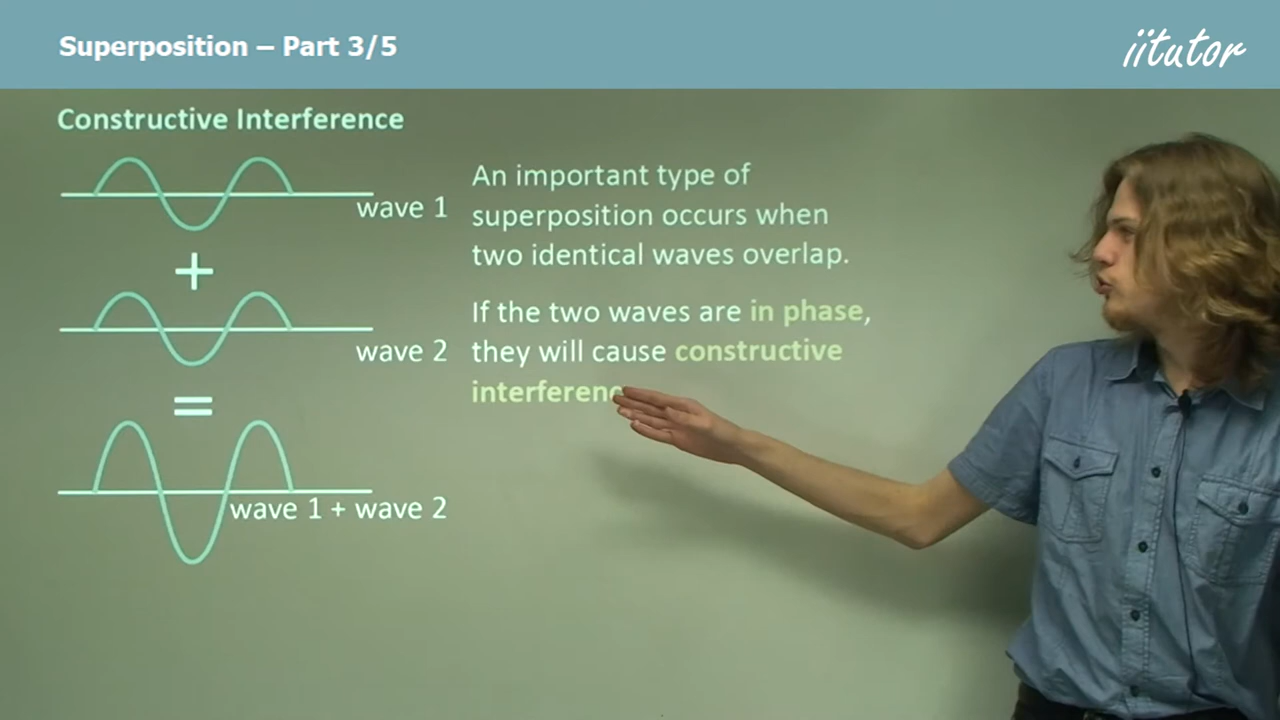 Superposition – Part 3/5
iitutor
Constructive Interference
wave 1
+
wave 2
=
wave 1 + wave 2
An important type of
superposition occurs when
two identical waves overlap.
If the two waves are in phase,
they will cause constructive